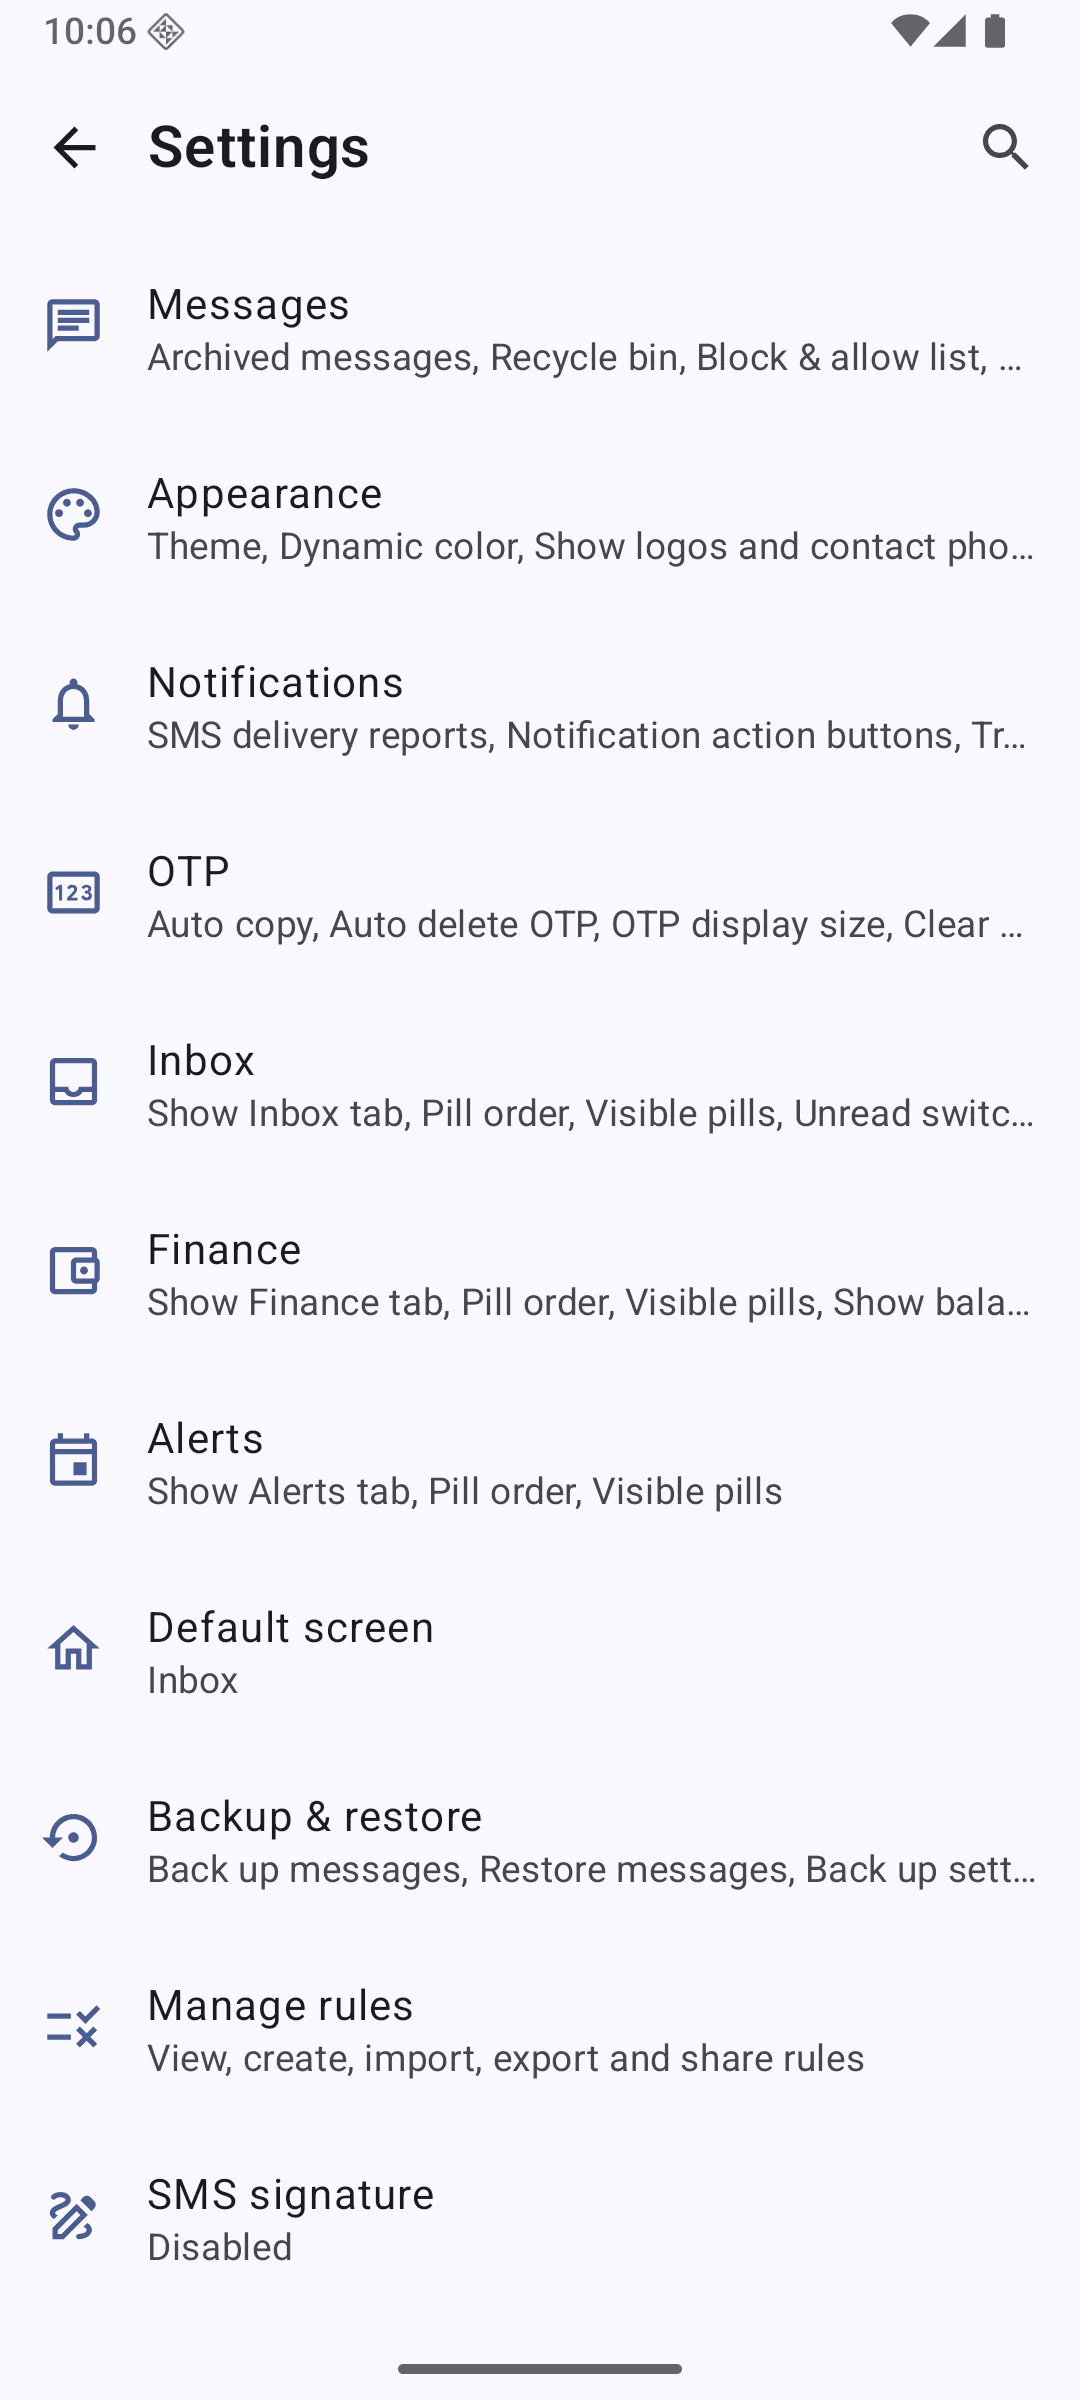 10:06
Settings
Messages
Archived messages, Recycle bin, Block & allow list, …
Appearance
Theme, Dynamic color, Show logos and contact pho…
Notifications
SMS delivery reports, Notification action buttons, Tr…
OTP
123
Auto copy, Auto delete OTP, OTP display size, Clear …
Inbox
Show Inbox tab, Pill order, Visible pills, Unread switc…
Finance
Show Finance tab, Pill order, Visible pills, Show bala…
Alerts
Show Alerts tab, Pill order, Visible pills
Default screen
Inbox
Backup & restore
Back up messages, Restore messages, Back up sett…
Manage rules
View, create, import, export and share rules
SMS signature
Disabled